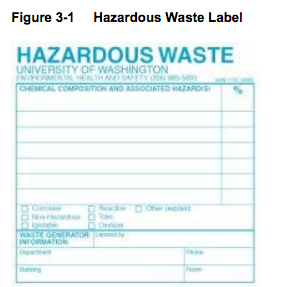 Figure 3-1 Hazardous Waste Label
HAZARDOUS WASTE
UNIVERSITY OF WASHINGTON
ENVIRONMENTAL HEALTH AND SAFETY (206) 685-5835
CHEMICAL COMPOSITION AND ASSOCIATED HAZARD(S) %
Corrosive Reactive Other (explain)
Non-Hazardous Toxic
Ignitable Oxidizer
WASTE GENERATOR INFORMATION Labeled by
Department Phone
Building Room